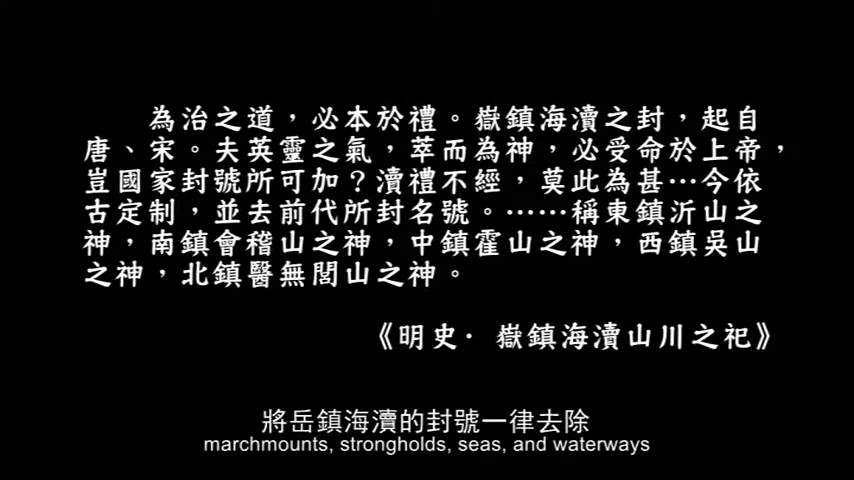 為治之道，必本於禮。嶽鎮海瀆之封，起自
唐、宋。夫英靈之氣，萃而為神，必受命於上帝，
豈國家封號所可加？瀆禮不經，莫此為甚…今依
古定制，並去前代所封名號。……稱東鎮沂山之
神，南鎮會稽山之神，中鎮霍山之神，西鎮吳山
之神，北鎮醫無閭山之神。
《明史·嶽鎮海瀆山川之祀》
將岳鎮海瀆的封號一律去除
marchmounts, strongholds, seas, and waterways